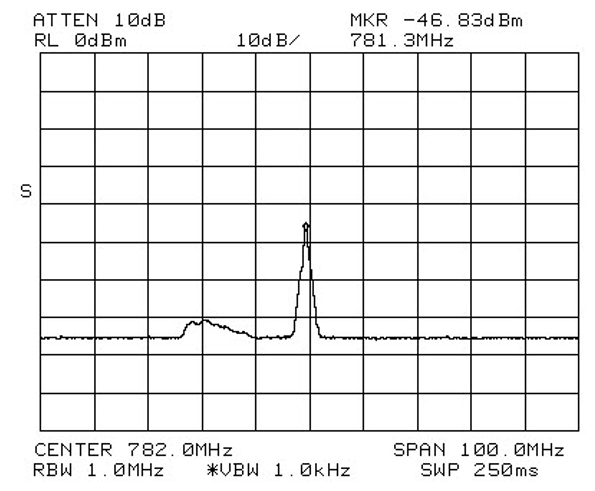 ATTEN 10dB MKR -46.83dBm
RL 0dBm 10dB/ 781.3MHz
S
CENTER 782.0MHz SPAN 100.0MHz
RBW 1.0MHz *VBW 1.0kHz SWP 250ms